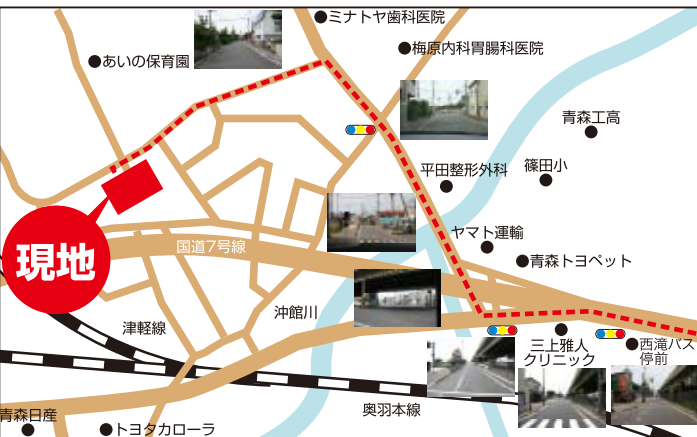 ミナトヤ歯科医院
梅原内科胃腸科医院
あいの保育園
青森工高
平田整形外科
篠田小
ヤマト運輸
国道7号線
現地
青森トヨペット
沖館川
津軽線
三上雅人
クリニック
西滝バス
停前
奥羽本線
青森日産
トヨタカローラ